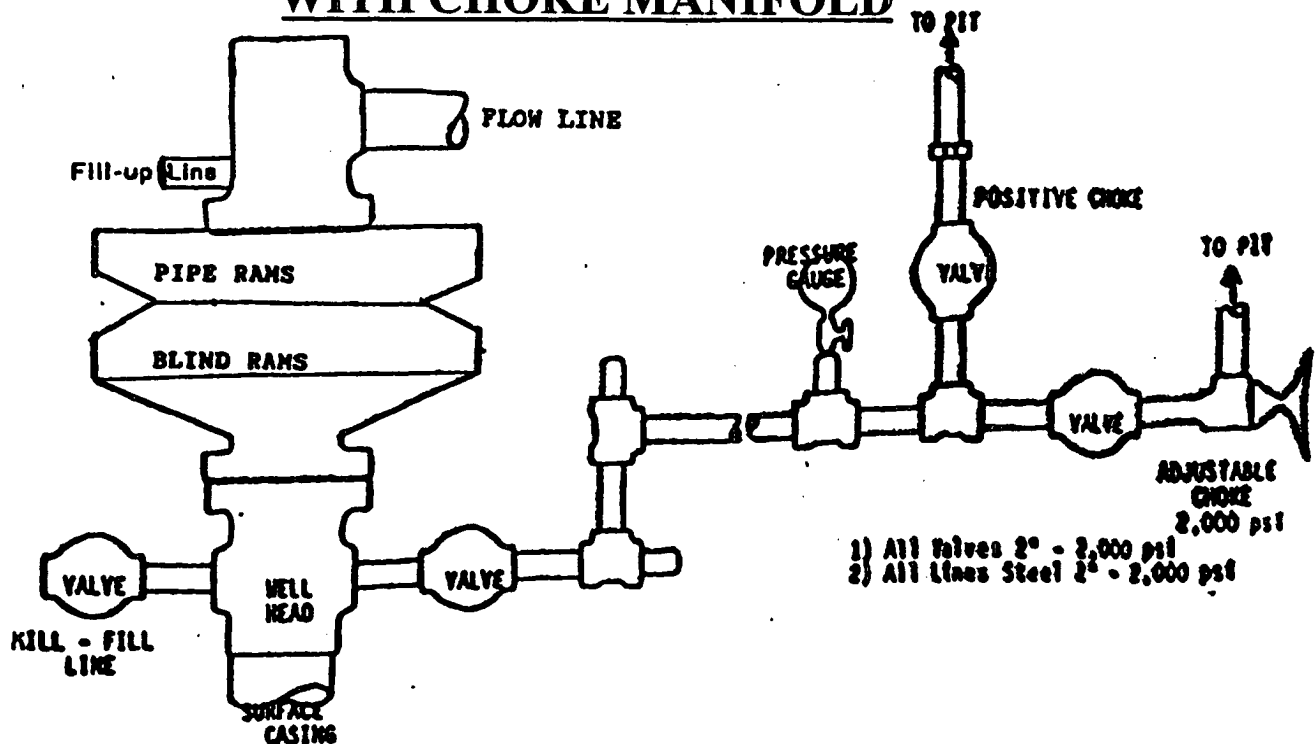 WITH CHOKE MANIFOLD
TO PIT
FLOW LINE
Fill-up Line
POSITIVE CHOKE
PIPE RAMS
PRESSURE
GAUGE
VALV
TO PIT
BLIND RAMS
VALVE
ADJUSTABLE
CHOKE
2,000 psi
1) All Valves 2" - 2,000 psi
2) All Lines Steel 2" - 2,000 psi
VALVE
WELL
HEAD
VALVE
KILL - FILL
LINE
SURFACE
CASING